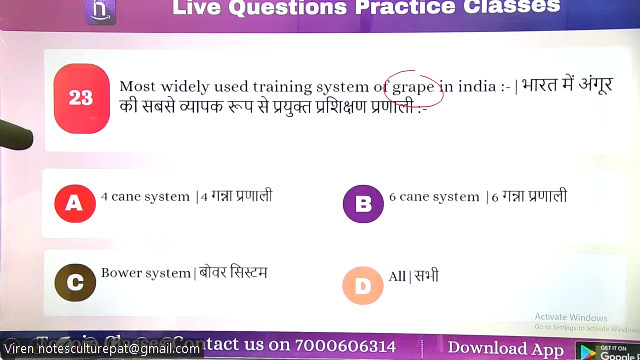 Live Questions Practice Classes
23
Most widely used training system of grape in india :-|भारत में अंगूर
की सबसे व्यापक रूप से प्रयुक्त प्रशिक्षण प्रणाली :-
A 4 cane system |4 गन्ना प्रणाली
B 6 cane system |6 गन्ना प्रणाली
C Bower system|बोवर सिस्टम
D All|सभी
Activate Windows
Go to Settings to activate Windows.
Contact us on 7000606314
Download App
GET IT ON
Google
Viren notesculturepat@gmail.com